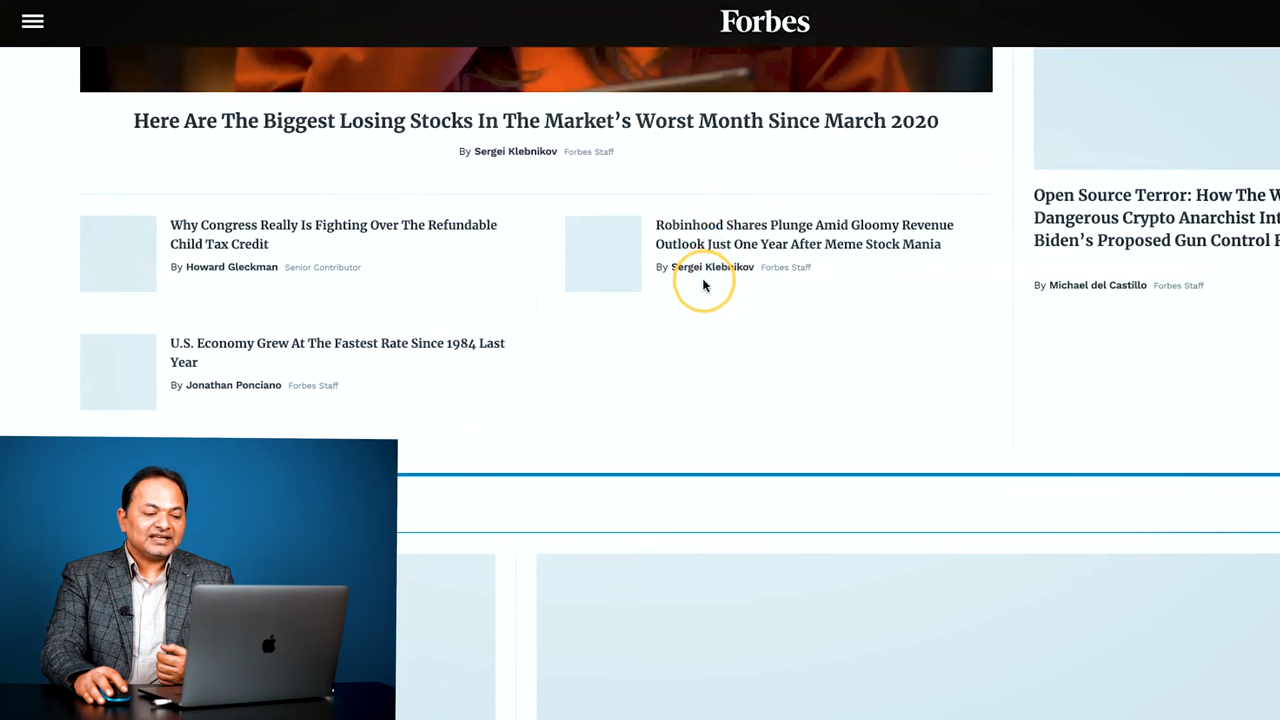 Forbes
Here Are The Biggest Losing Stocks In The Market’s Worst Month Since March 2020
By Sergei Klebnikov Forbes Staff
Why Congress Really Is Fighting Over The Refundable
Child Tax Credit
By Howard Gleckman Senior Contributor
U.S. Economy Grew At The Fastest Rate Since 1984 Last
Year
By Jonathan Ponciano Forbes Staff
Robinhood Shares Plunge Amid Gloomy Revenue
Outlook Just One Year After Meme Stock Mania
By Sergei Klebnikov Forbes Staff
Open Source Terror: How The W
Dangerous Crypto Anarchist Int
Biden’s Proposed Gun Control
By Michael del Castillo Forbes Staff